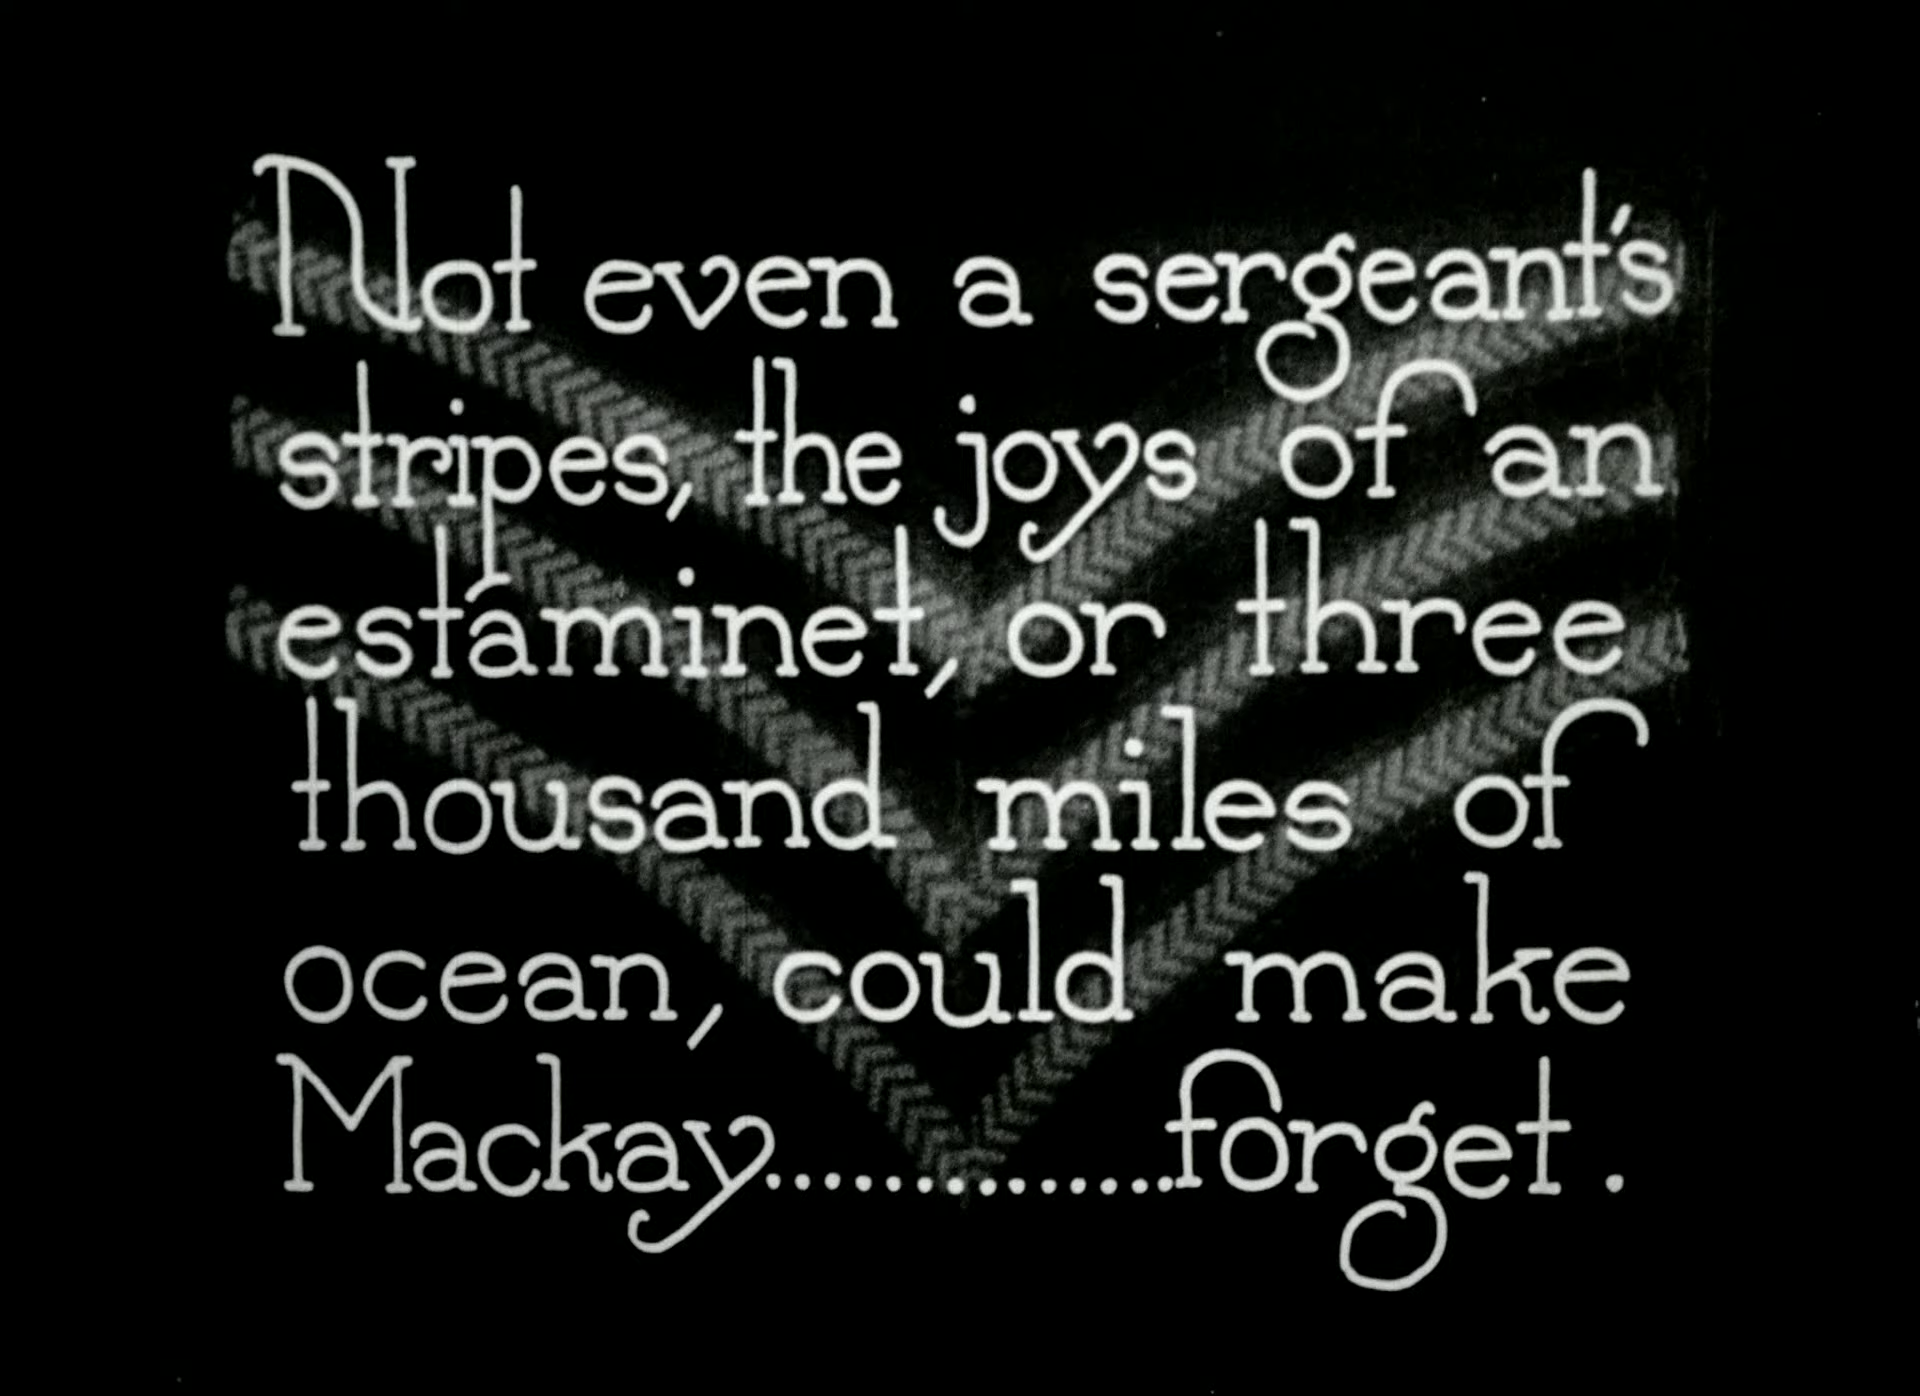 Not even a sergeant's
stripes, the joys of an
estaminet, or three
thousand miles of
ocean, could make
Mackay..............forget.